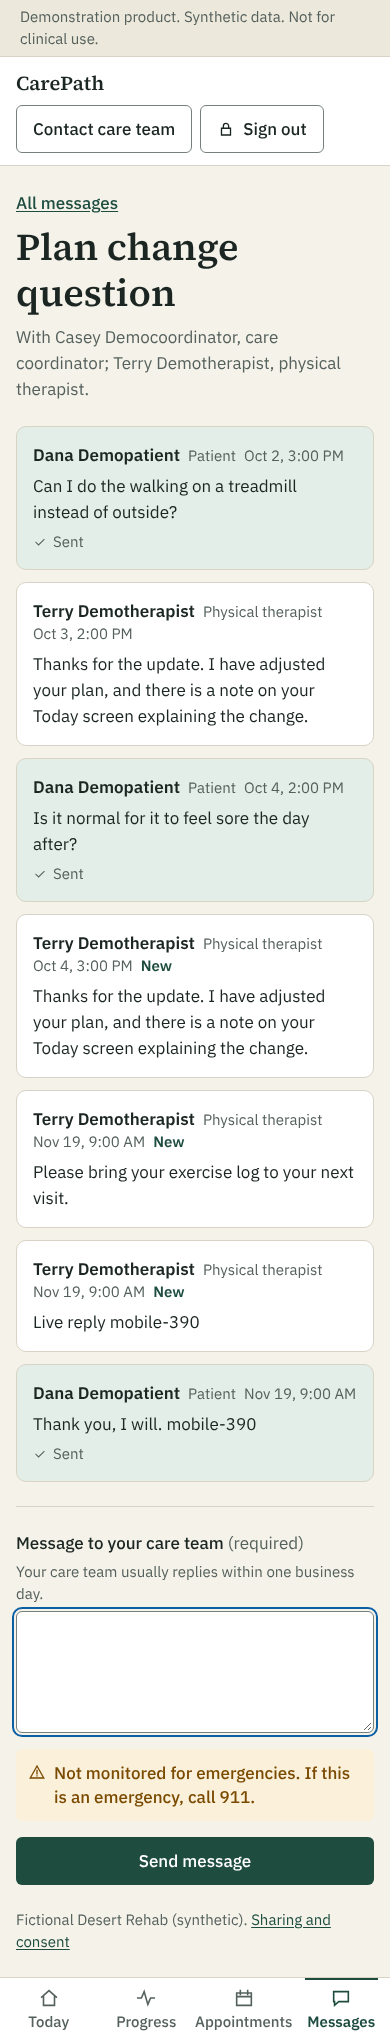 Demonstration product. Synthetic data. Not for
clinical use.
CarePath
Contact care team
Sign out
All messages
Plan change
question
With Casey Democoordinator, care
coordinator; Terry Demotherapist, physical
therapist.
Dana Demopatient Patient Oct 2, 3:00 PM
Can I do the walking on a treadmill
instead of outside?
Sent
Terry Demotherapist Physical therapist
Oct 3, 2:00 PM
Thanks for the update. I have adjusted
your plan, and there is a note on your
Today screen explaining the change.
Dana Demopatient Patient Oct 4, 2:00 PM
Is it normal for it to feel sore the day
after?
Sent
Terry Demotherapist Physical therapist
Oct 4, 3:00 PM New
Thanks for the update. I have adjusted
your plan, and there is a note on your
Today screen explaining the change.
Terry Demotherapist Physical therapist
Nov 19, 9:00 AM New
Please bring your exercise log to your next
visit.
Terry Demotherapist Physical therapist
Nov 19, 9:00 AM New
Live reply mobile-390
Dana Demopatient Patient Nov 19, 9:00 AM
Thank you, I will. mobile-390
Sent
Message to your care team (required)
Your care team usually replies within one business
day.
Not monitored for emergencies. If this
is an emergency, call 911.
Send message
Fictional Desert Rehab (synthetic). Sharing and
consent
Today Progress Appointments Messages